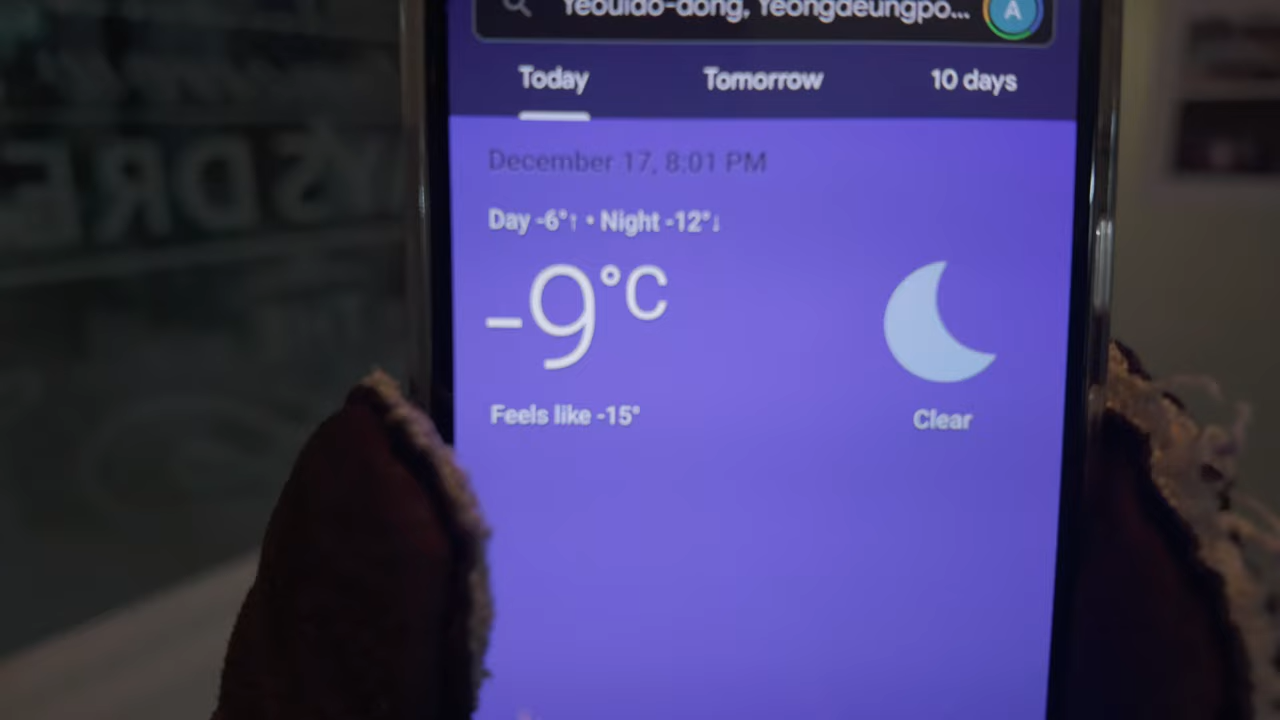 Yeouido-dong, Yeongdeungpo...
A
Today Tomorrow 10 days
December 17, 8:01 PM
Day -6°↑ • Night -12°↓
-9°C
Feels like -15°
Clear